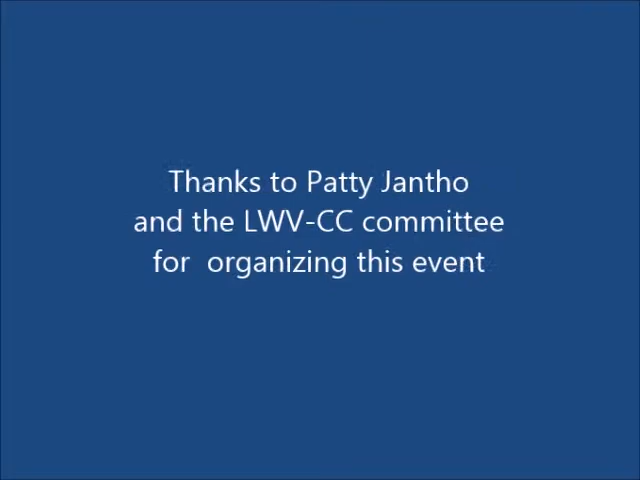 Thanks to Patty Jantho
and the LWV-CC committee
for  organizing this event